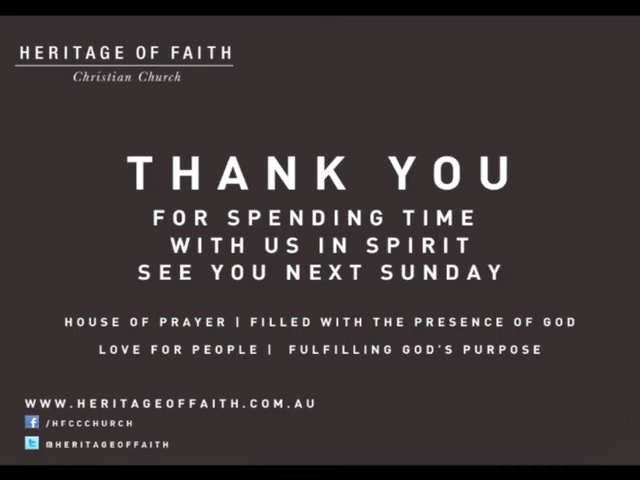 HERITAGE OF FAITH
Christian Church
THANK YOU
FOR SPENDING TIME
WITH US IN SPIRIT
SEE YOU NEXT SUNDAY
HOUSE OF PRAYER | FILLED WITH THE PRESENCE OF GOD
LOVE FOR PEOPLE | FULFILLING GOD'S PURPOSE
WWW.HERITAGEOFFAITH.COM.AU
/HFCCCHURCH
@HERITAGEOFFAITH